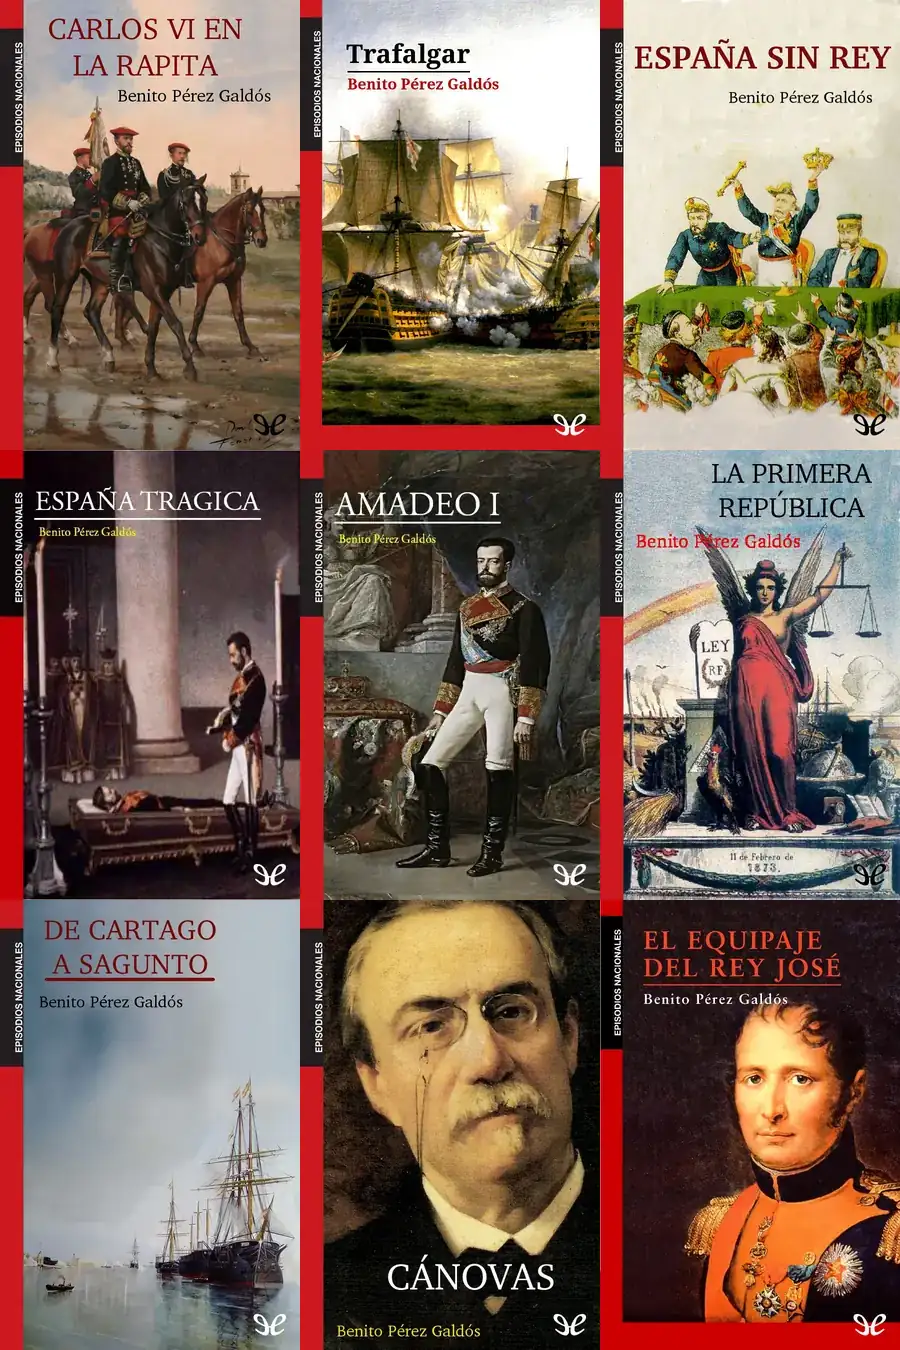 EPISODIOS NACIONALES
CARLOS VI EN
LA RAPITA
Benito Pérez Galdós
EPISODIOS NACIONALES
Trafalgar
Benito Pérez Galdós
EPISODIOS NACIONALES
ESPAÑA SIN REY
Benito Pérez Galdós
EPISODIOS NACIONALES
ESPAÑA TRAGICA
Benito Pérez Galdós
EPISODIOS NACIONALES
AMADEO I
Benito Pérez Galdós
EPISODIOS NACIONALES
LA PRIMERA
REPÚBLICA
Benito Pérez Galdós
LEY
RF
11 de Febrero de
1873.
EPISODIOS NACIONALES
DE CARTAGO
A SAGUNTO
Benito Pérez Galdós
EPISODIOS NACIONALES
CÁNOVAS
Benito Pérez Galdós
EPISODIOS NACIONALES
EL EQUIPAJE
DEL REY JOSÉ
Benito Pérez Galdós